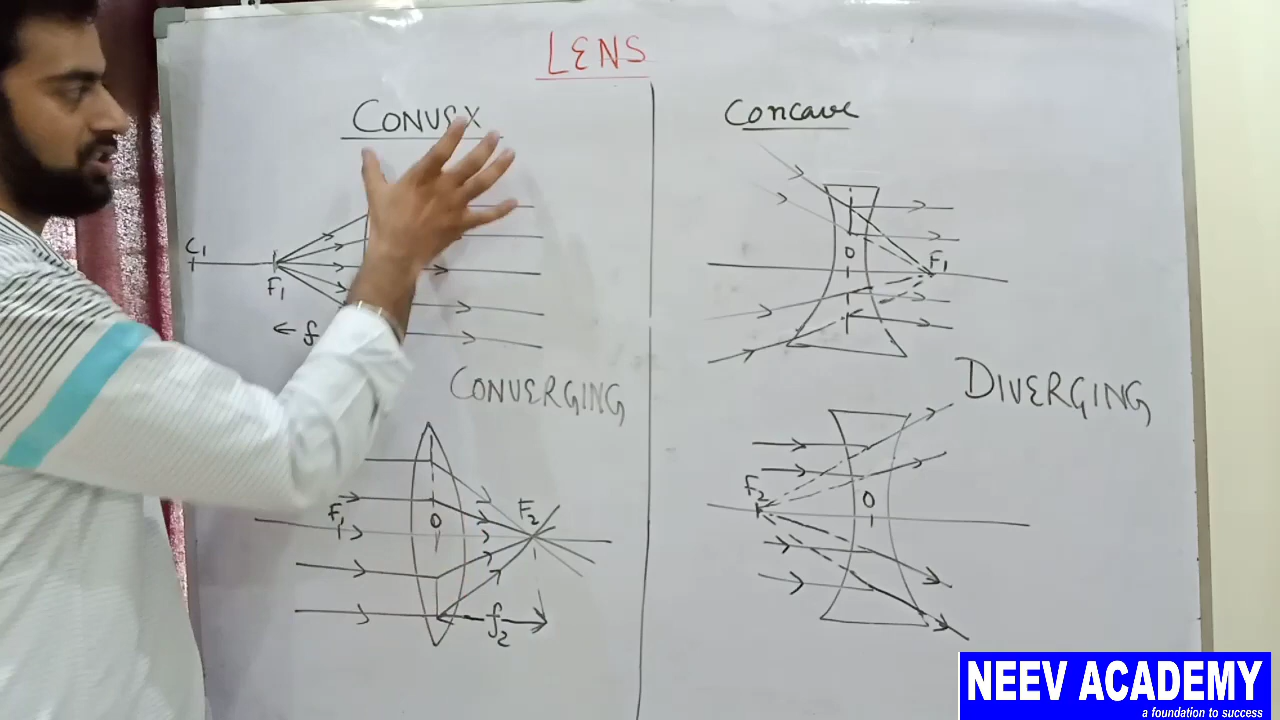 LENS
CONVEX
Concave
C1
F1
f
O
F1
CONVERGING
DIVERGING
F1
O
F2
f2
F2
O
NEEV ACADEMY
a foundation to success